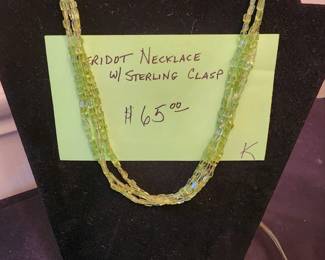 ERIDOT NECKLACE
W/ STERLING CLASP
$65.00
K